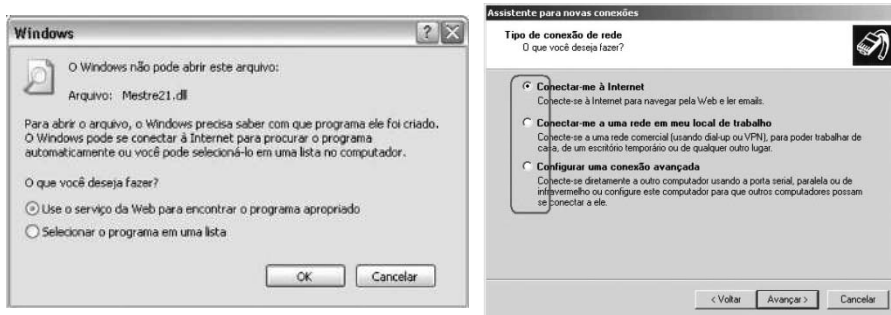 Windows
O Windows não pode abrir este arquivo:
Arquivo: Mestre21.dll
Para abrir o arquivo, o Windows precisa saber com que programa ele foi criado.
O Windows pode se conectar à Internet para procurar o programa
automaticamente ou você pode selecioná-lo em uma lista no computador.
O que você deseja fazer?
Use o serviço da Web para encontrar o programa apropriado
Selecionar o programa em uma lista
OK Cancelar
Assistente para novas conexões
Tipo de conexão de rede
O que você deseja fazer?
Conectar-me à Internet
Conecte-se à Internet para navegar pela Web e ler emails.
Conectar-me a uma rede em meu local de trabalho
Conecte-se a uma rede comercial (usando dial-up ou VPN), para poder trabalhar de
casa, de um escritório temporário ou de qualquer outro lugar.
Configurar uma conexão avançada
Conecte-se diretamente a outro computador usando a porta serial, paralela ou de
infravermelho ou configure este computador para que outros computadores possam
se conectar a ele.
< Voltar Avançar > Cancelar